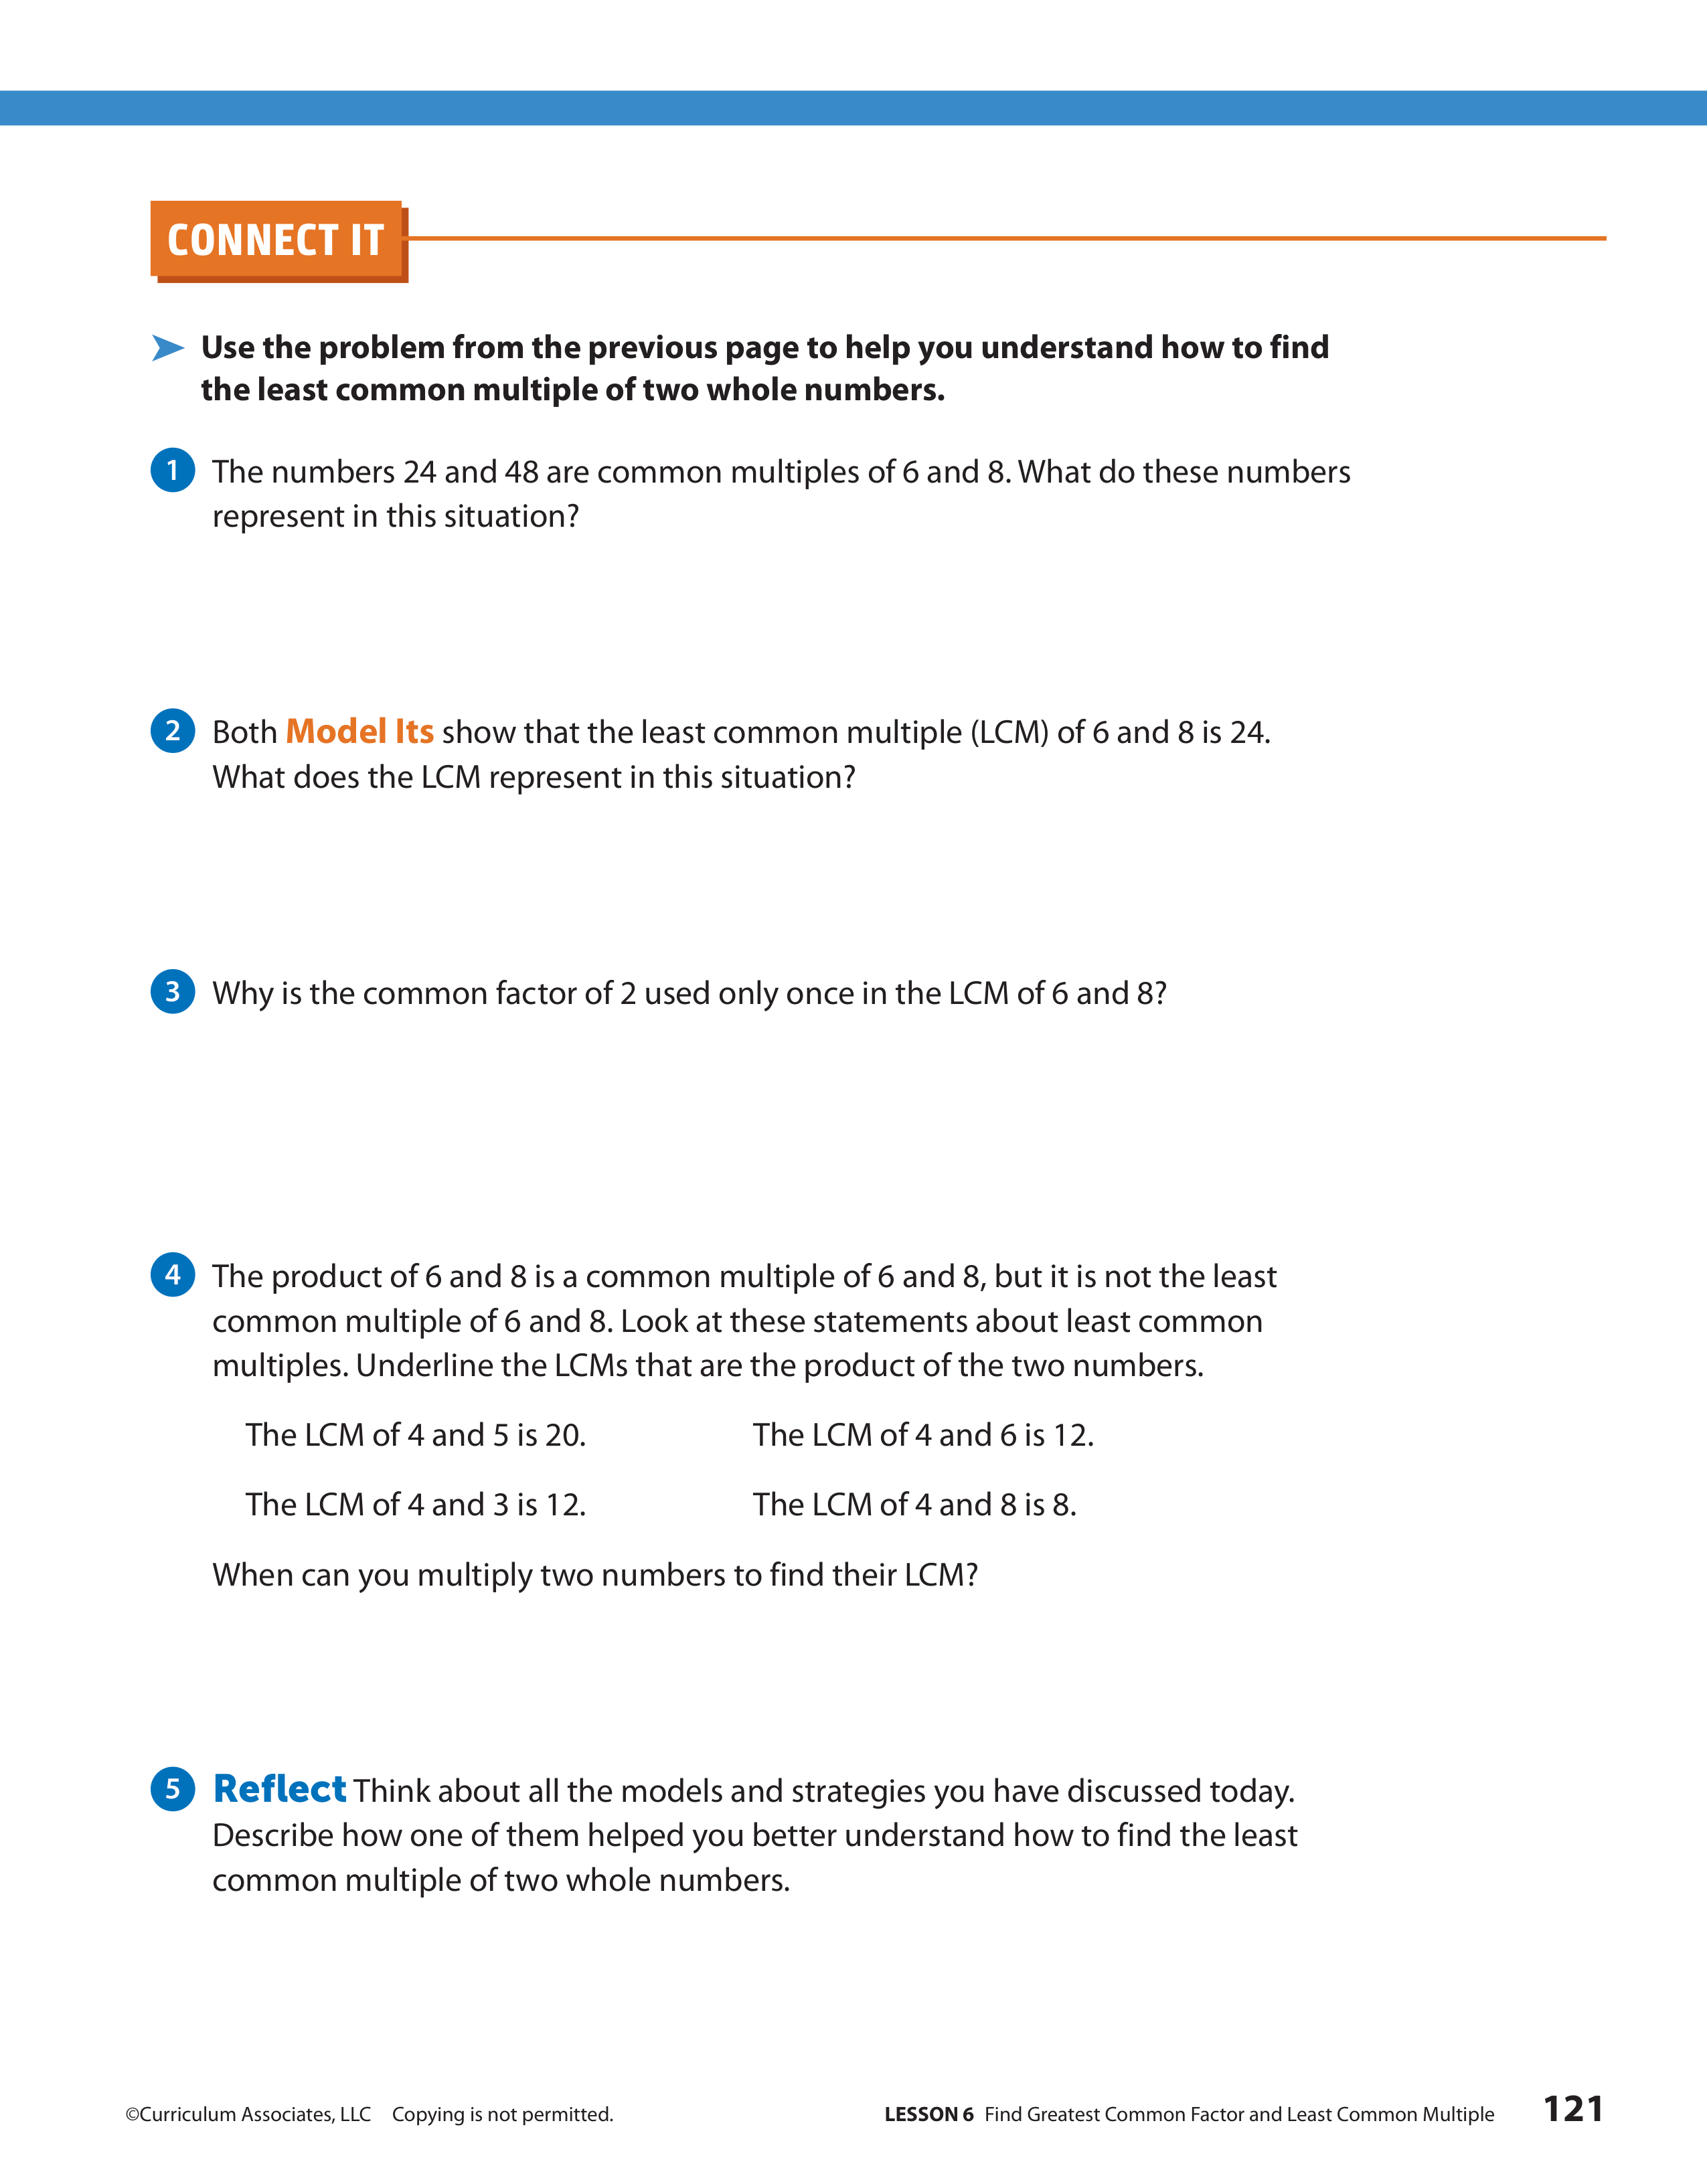 CONNECT IT
Use the problem from the previous page to help you understand how to find
the least common multiple of two whole numbers.
1 The numbers 24 and 48 are common multiples of 6 and 8. What do these numbers
represent in this situation?
2 Both Model Its show that the least common multiple (LCM) of 6 and 8 is 24.
What does the LCM represent in this situation?
3 Why is the common factor of 2 used only once in the LCM of 6 and 8?
4 The product of 6 and 8 is a common multiple of 6 and 8, but it is not the least
common multiple of 6 and 8. Look at these statements about least common
multiples. Underline the LCMs that are the product of the two numbers.
The LCM of 4 and 5 is 20. The LCM of 4 and 6 is 12.
The LCM of 4 and 3 is 12. The LCM of 4 and 8 is 8.
When can you multiply two numbers to find their LCM?
5 Reflect Think about all the models and strategies you have discussed today.
Describe how one of them helped you better understand how to find the least
common multiple of two whole numbers.
©Curriculum Associates, LLC Copying is not permitted. LESSON 6 Find Greatest Common Factor and Least Common Multiple 121